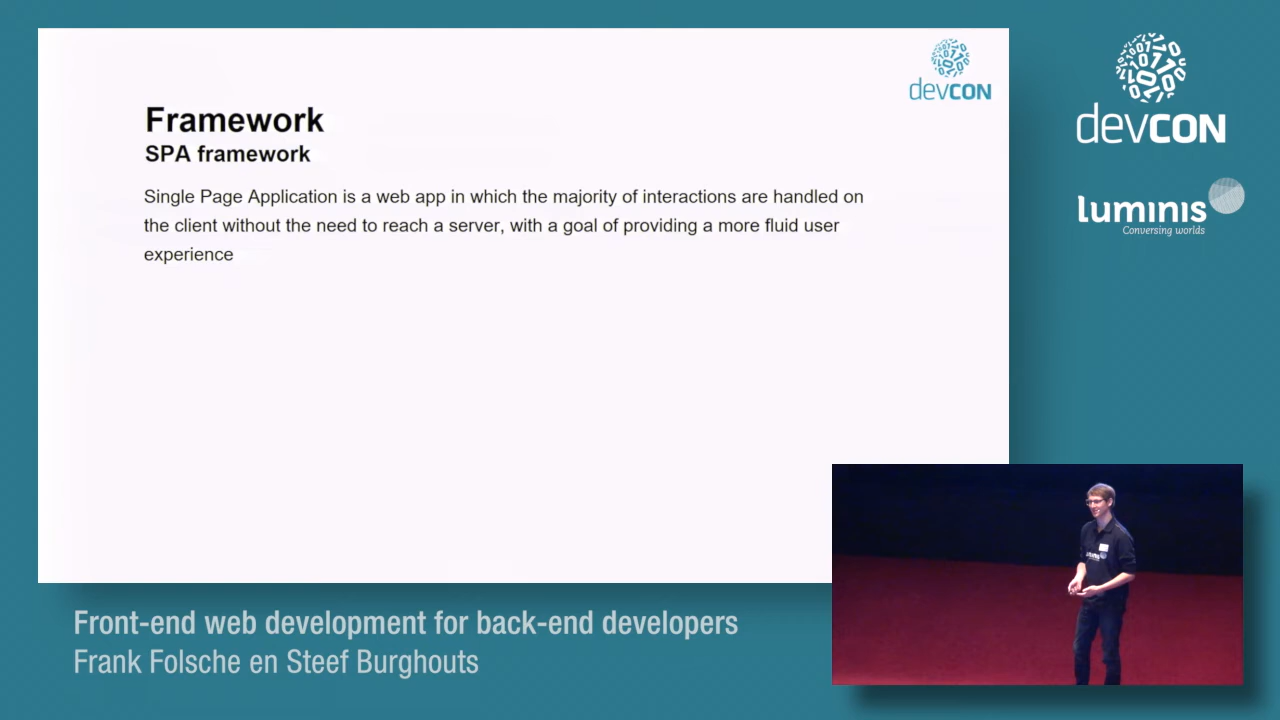 devCON
Framework
SPA framework
Single Page Application is a web app in which the majority of interactions are handled on
the client without the need to reach a server, with a goal of providing a more fluid user
experience
devCON
luminis
Conversing worlds
Front-end web development for back-end developers
Frank Folsche en Steef Burghouts